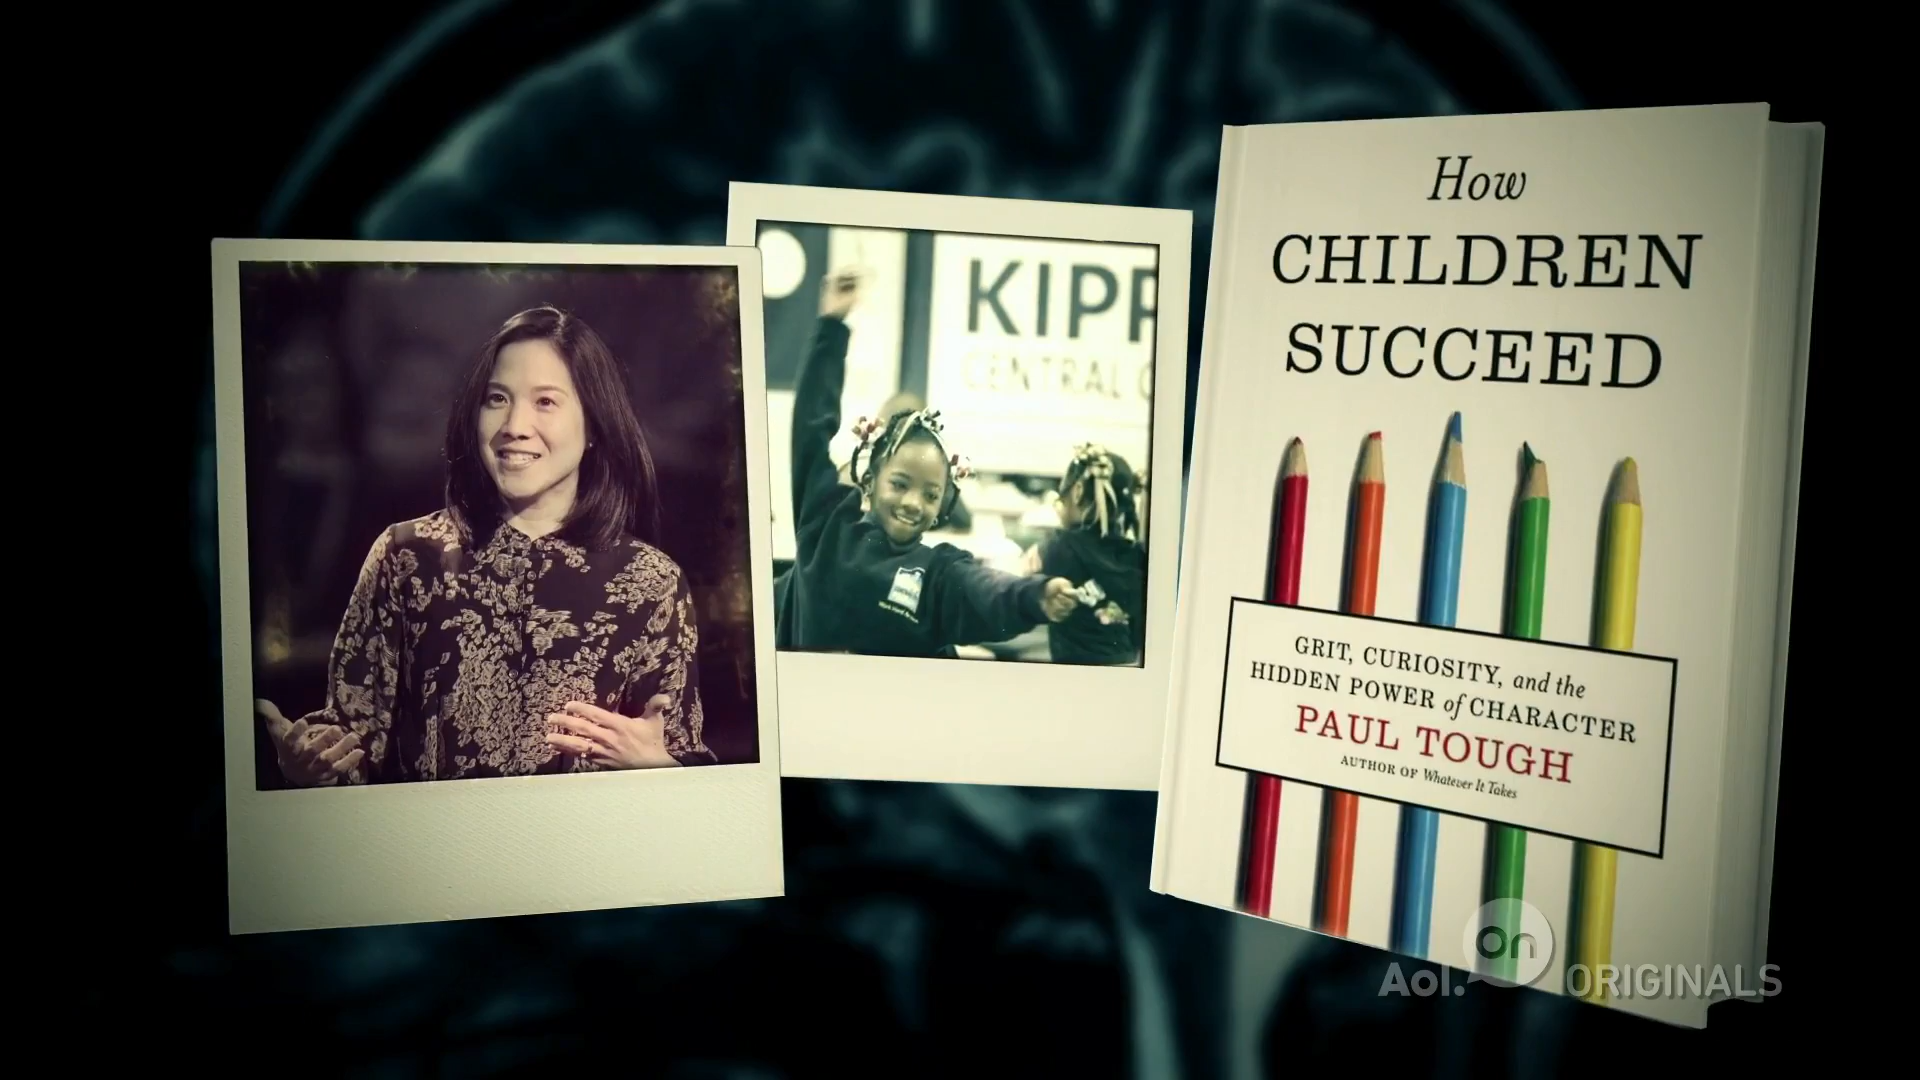 KIPP
CENTRAL
How
CHILDREN
SUCCEED
GRIT, CURIOSITY, and the
HIDDEN POWER of CHARACTER
PAUL TOUGH
AUTHOR OF Whatever It Takes
Aol. on ORIGINALS